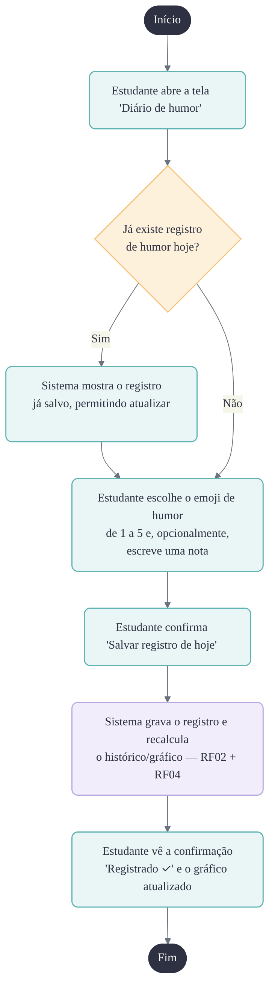 Início
Estudante abre a tela
'Diário de humor'
Já existe registro
de humor hoje?
Sim
Sistema mostra o registro
já salvo, permitindo atualizar
Não
Estudante escolhe o emoji de
humor
de 1 a 5 e, opcionalmente,
escreve uma nota
Estudante confirma
'Salvar registro de hoje'
Sistema grava o registro e
recalcula
o histórico/gráfico — RF02 +
RF04
Estudante vê a confirmação
'Registrado ✓' e o gráfico
atualizado
Fim